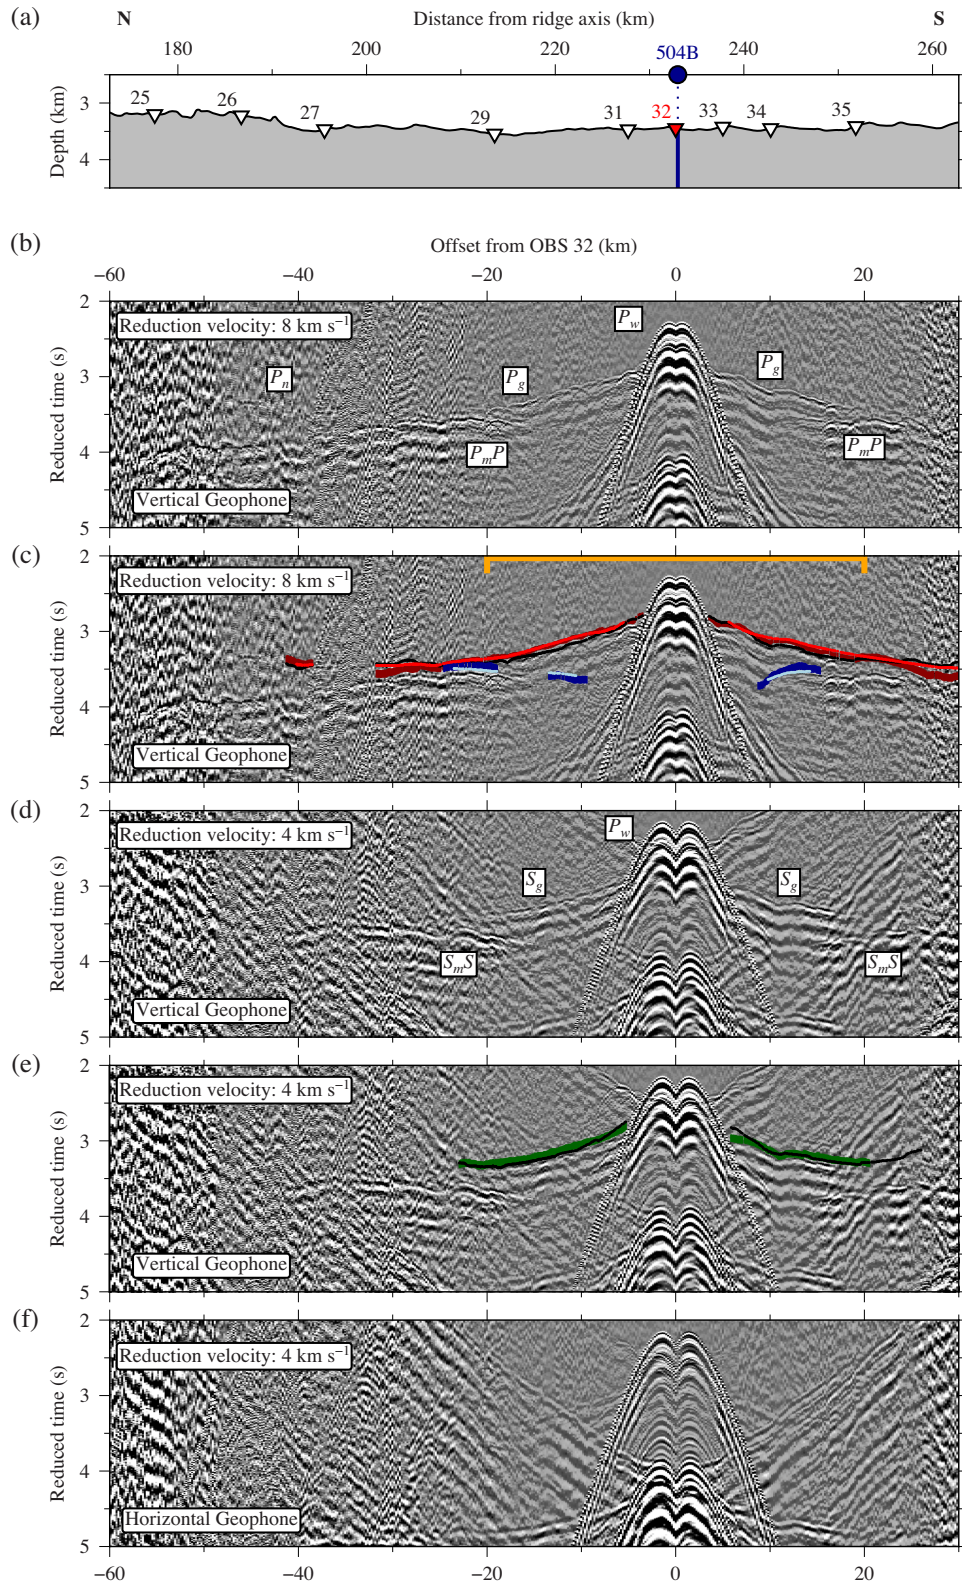 (a)
N
Distance from ridge axis (km)
S
180 200 220 240 260
504B
Depth (km)
3
4
25 26 27 29 31 32 33 34 35
(b)
Offset from OBS 32 (km)
−60 −40 −20 0 20
Reduced time (s)
2
3
4
5
Reduction velocity: 8 km s−1
Pw
Pn
Pg
Pg
PmP
PmP
Vertical Geophone
(c)
Reduced time (s)
2
3
4
5
Reduction velocity: 8 km s−1
Vertical Geophone
(d)
Reduced time (s)
2
3
4
5
Reduction velocity: 4 km s−1
Pw
Sg
Sg
SmS
SmS
Vertical Geophone
(e)
Reduced time (s)
2
3
4
5
Reduction velocity: 4 km s−1
Vertical Geophone
(f)
Reduced time (s)
2
3
4
5
Reduction velocity: 4 km s−1
Horizontal Geophone
−60 −40 −20 0 20